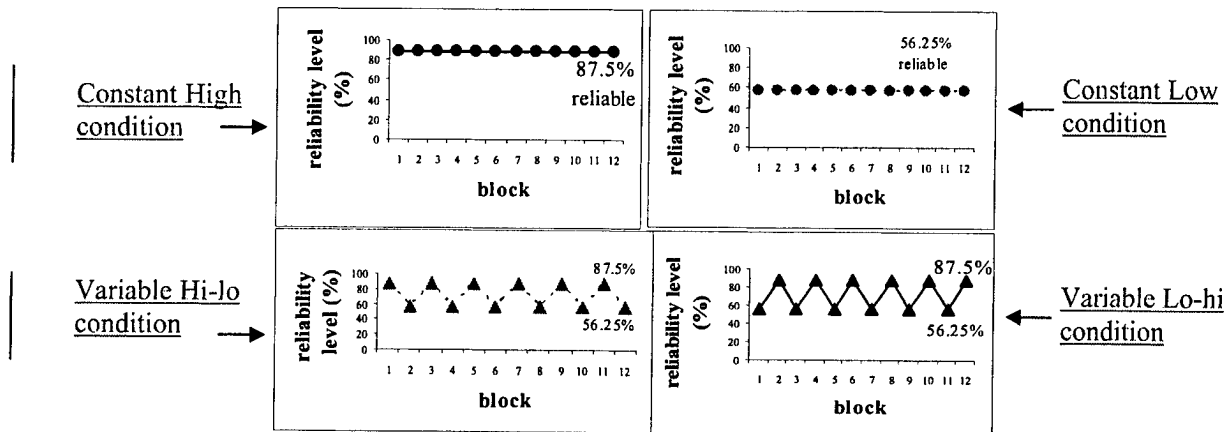 Constant High
condition
reliability level
(%)
100
80
60
40
20
0
87.5%
reliable
1 2 3 4 5 6 7 8 9 10 11 12
block
reliability level
(%)
100
80
60
40
20
0
56.25%
reliable
1 2 3 4 5 6 7 8 9 10 11 12
block
Constant Low
condition
Variable Hi-lo
condition
reliability
level (%)
100
80
60
40
20
0
87.5%
56.25%
1 2 3 4 5 6 7 8 9 10 11 12
block
reliability level
(%)
100
80
60
40
20
0
87.5%
56.25%
1 2 3 4 5 6 7 8 9 10 11 12
block
Variable Lo-hi
condition